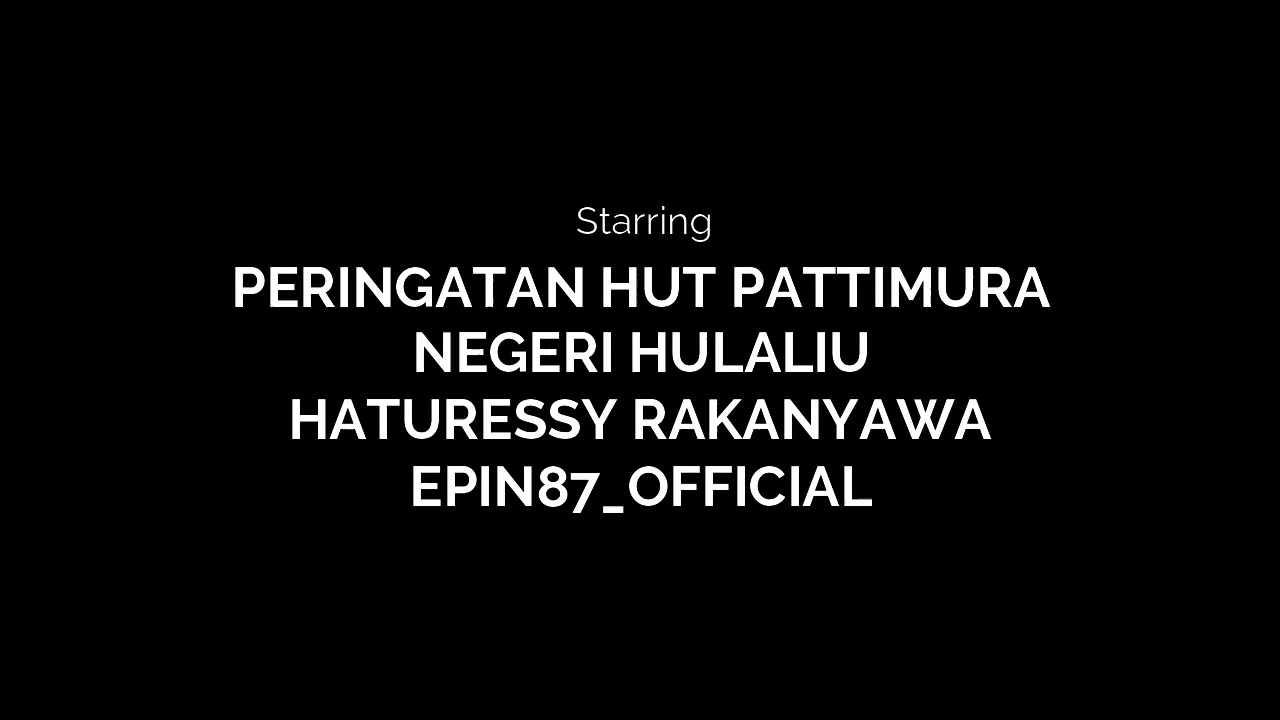 Starring
PERINGATAN HUT PATTIMURA
NEGERI HULALIU
HATURESSY RAKANYAWA
EPIN87_OFFICIAL